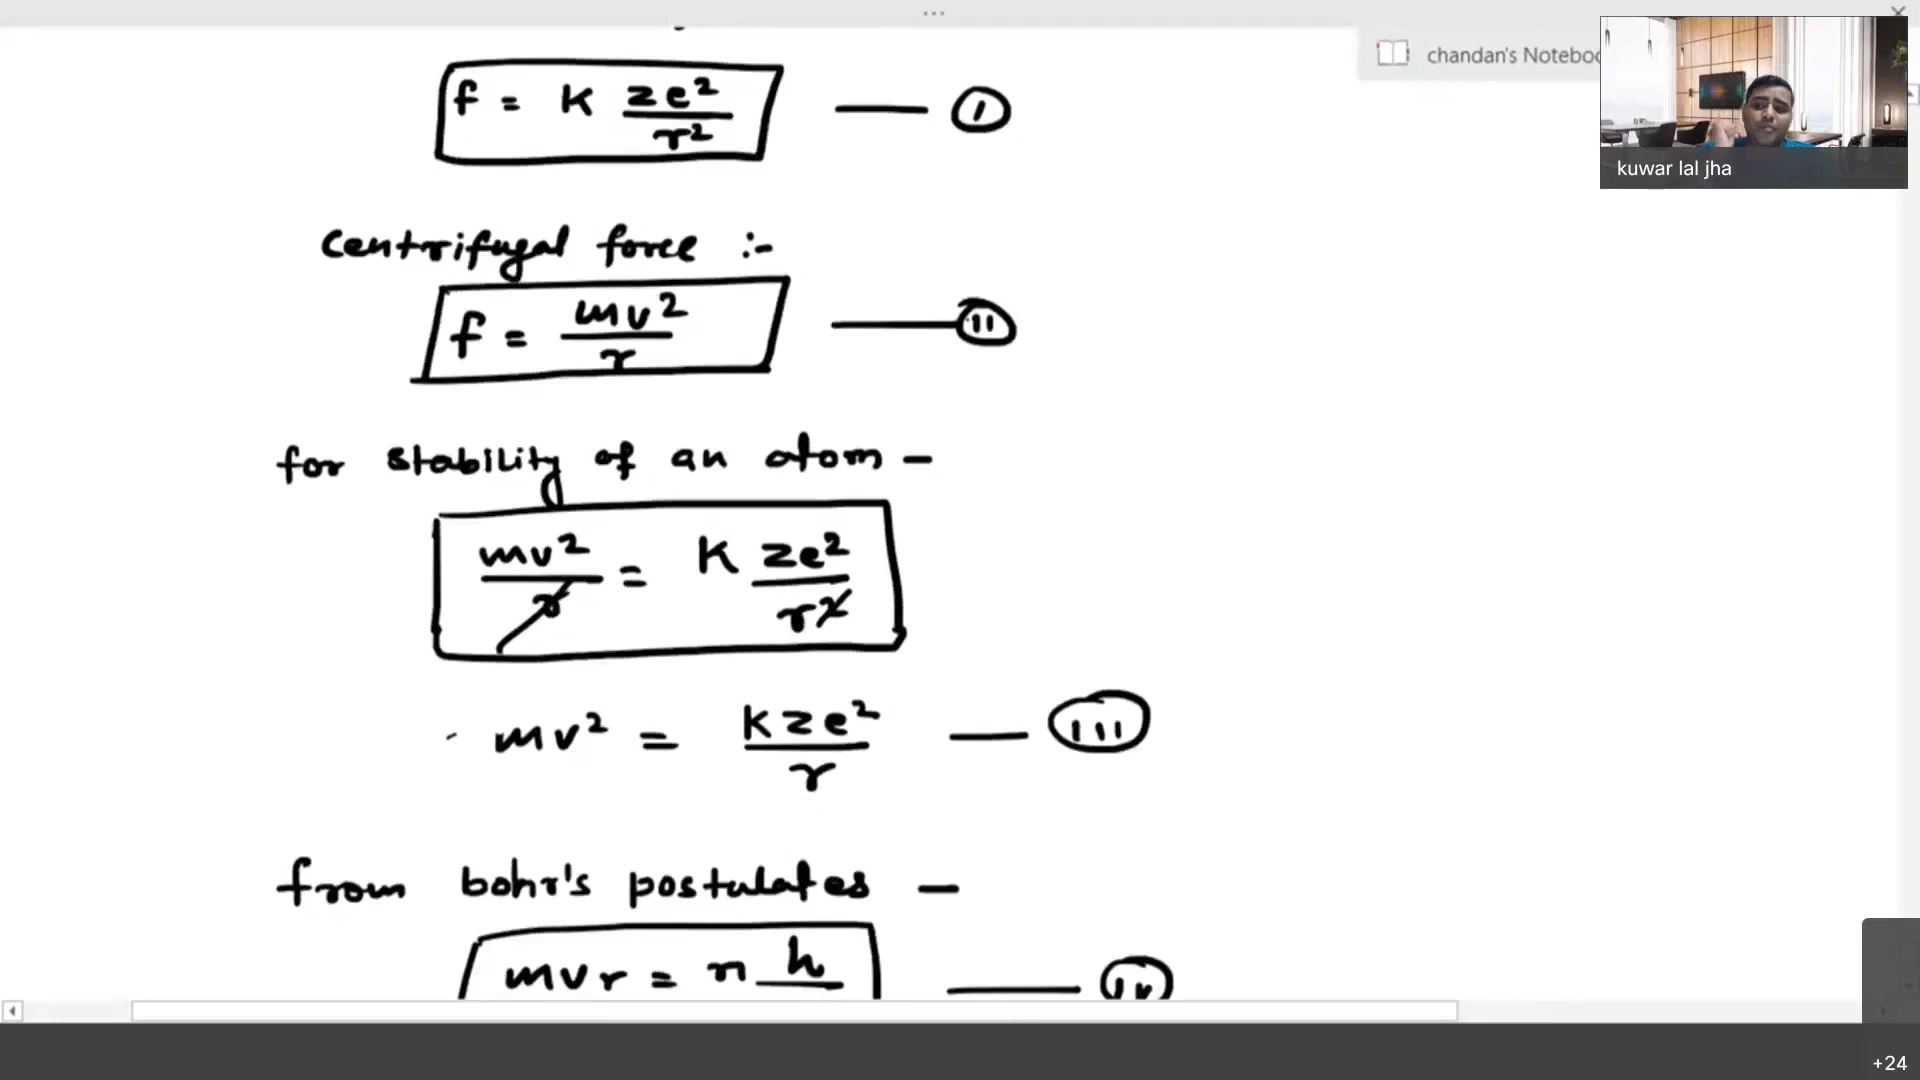 ...
chandan's Notebo
f = K ze² / r² — (I)
kuwar lal jha
Centrifugal force :-
f = mv² / r — (II)
for stability of an atom -
mv² / r = K ze² / r²
mv² = Kze² / r — (III)
from bohr's postulates -
mvr = n h — (IV)
+24